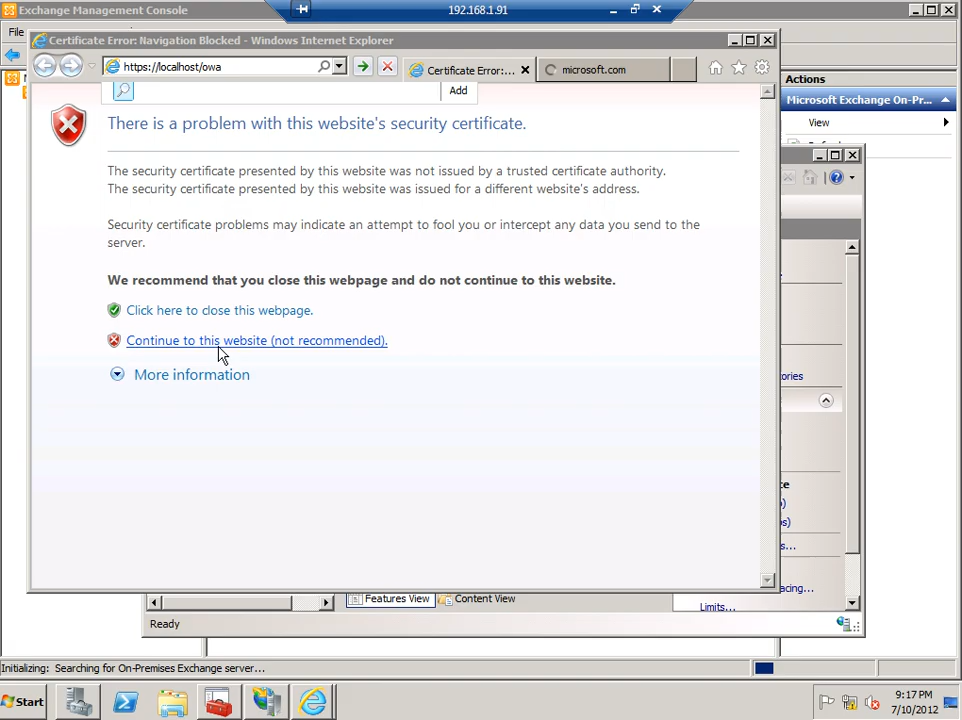 Exchange Management Console
192.168.1.91
File
Certificate Error: Navigation Blocked - Windows Internet Explorer
https://localhost/owa
Certificate Error:...
microsoft.com
Add
There is a problem with this website's security certificate.
The security certificate presented by this website was not issued by a trusted certificate authority.
The security certificate presented by this website was issued for a different website's address.
Security certificate problems may indicate an attempt to fool you or intercept any data you send to the
server.
We recommend that you close this webpage and do not continue to this website.
Click here to close this webpage.
Continue to this website (not recommended).
More information
Actions
Microsoft Exchange On-Pr...
View
ories
e
)
s)
s...
acing...
Limits...
Features View
Content View
Ready
Initializing: Searching for On-Premises Exchange server...
Start
9:17 PM
7/10/2012